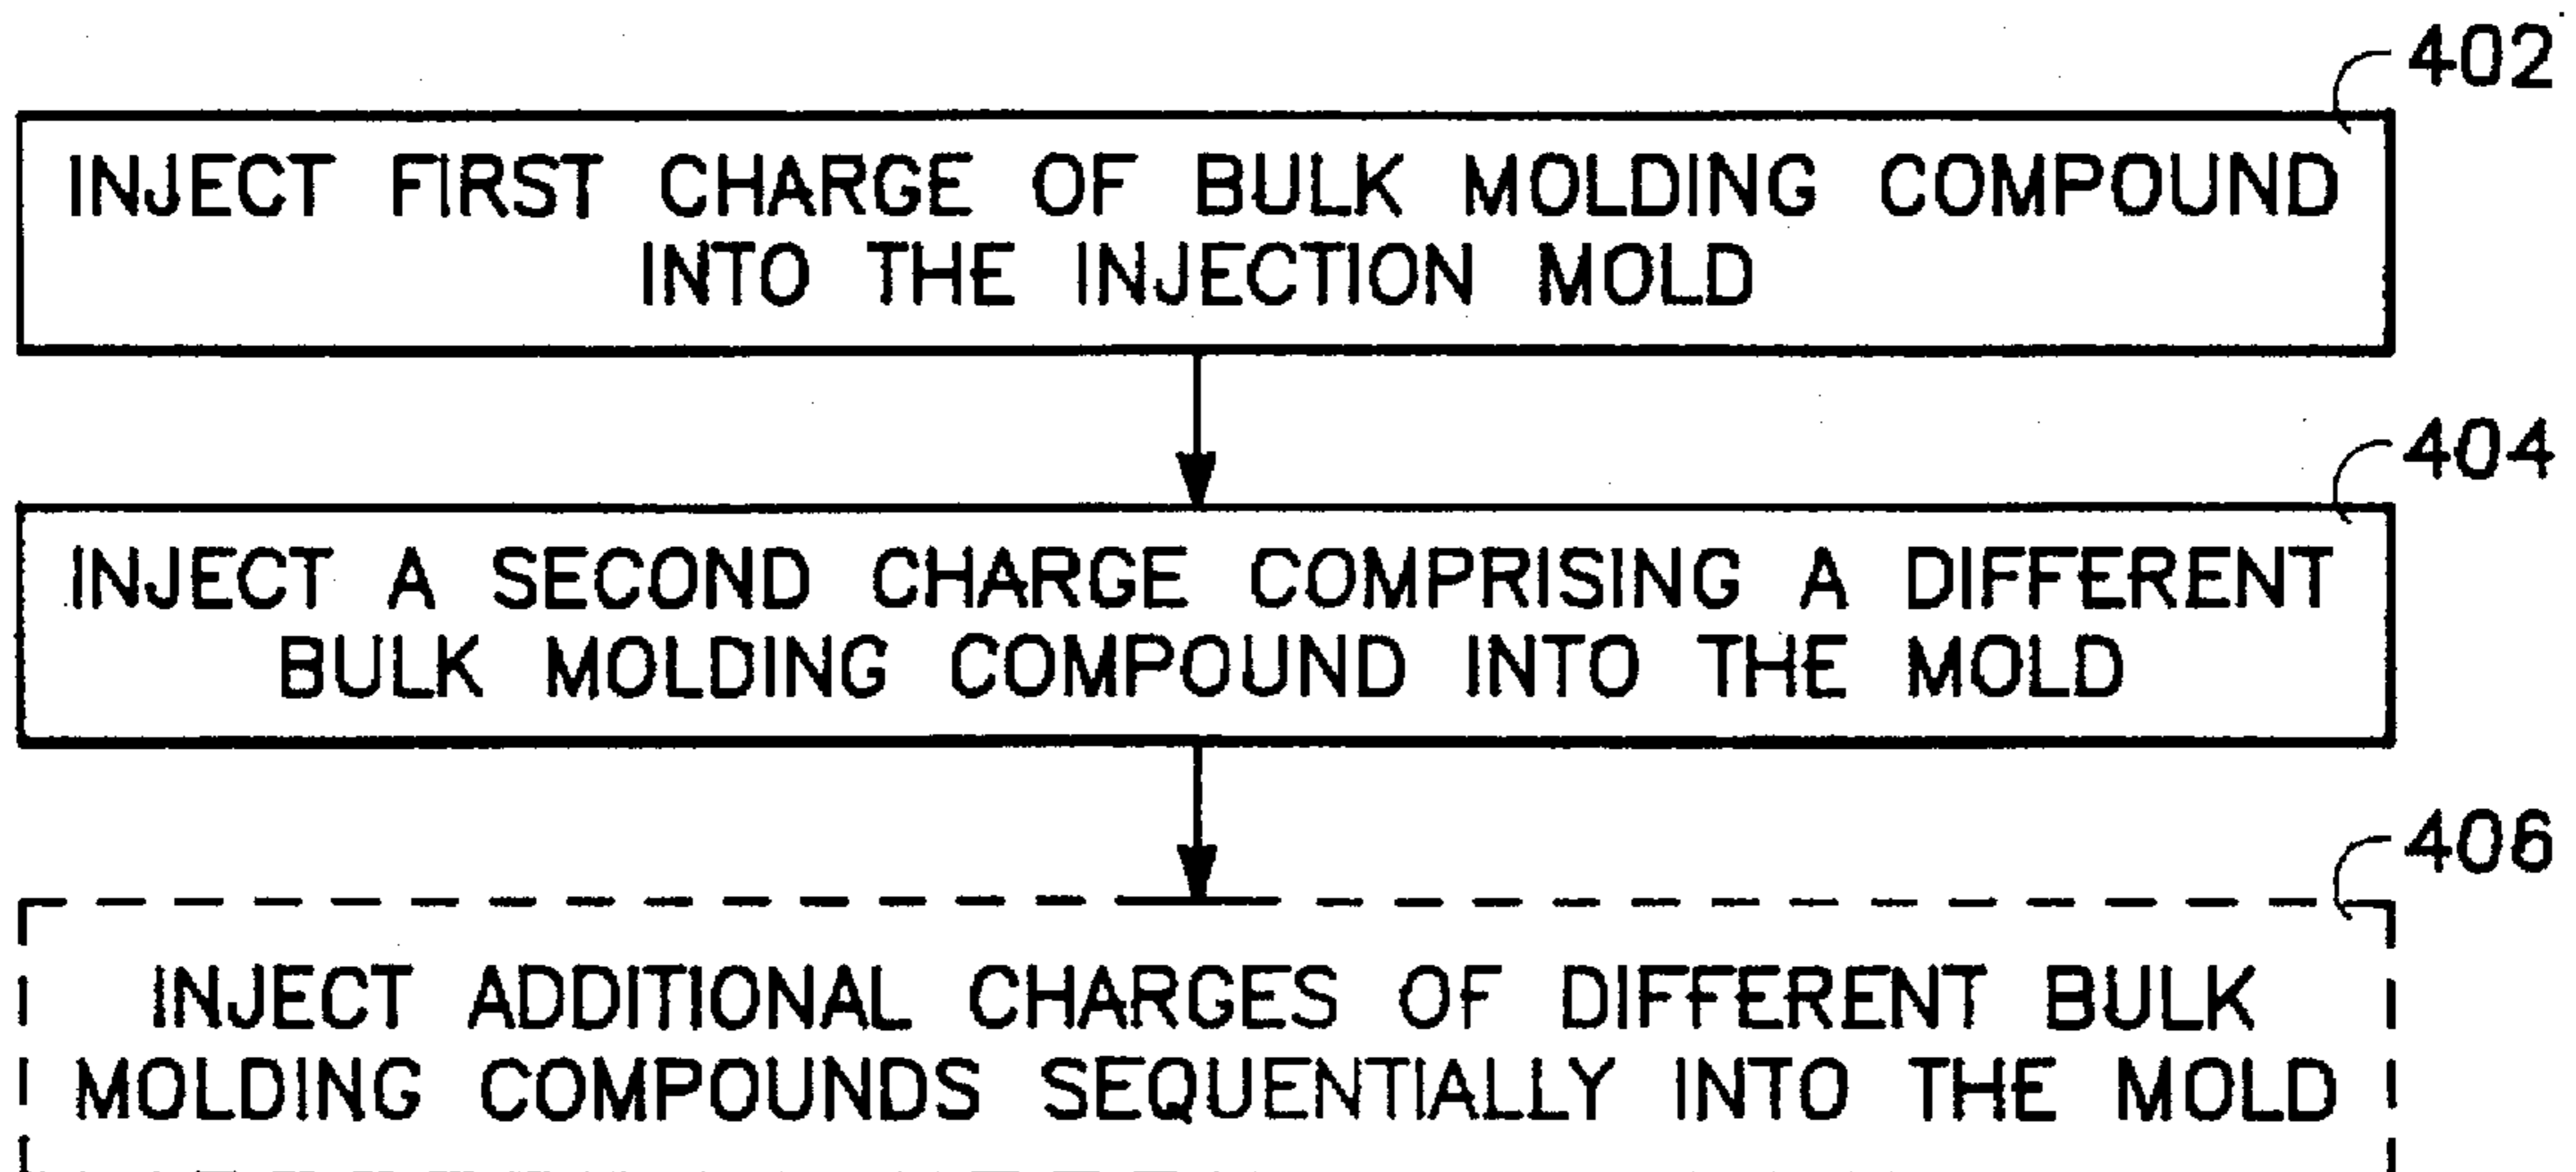 402
INJECT FIRST CHARGE OF BULK MOLDING COMPOUND
INTO THE INJECTION MOLD
404
INJECT A SECOND CHARGE COMPRISING A DIFFERENT
BULK MOLDING COMPOUND INTO THE MOLD
406
INJECT ADDITIONAL CHARGES OF DIFFERENT BULK
MOLDING COMPOUNDS SEQUENTIALLY INTO THE MOLD